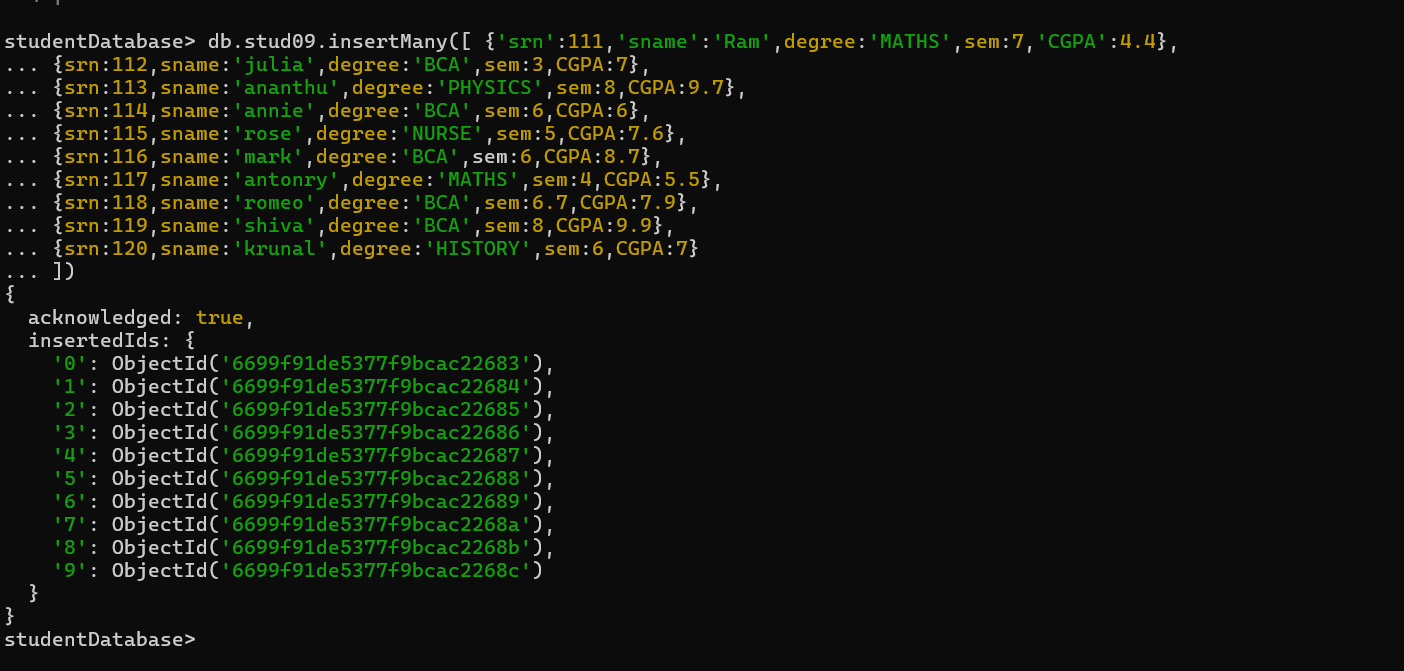 studentDatabase> db.stud09.insertMany([ {'srn':111,'sname':'Ram',degree:'MATHS',sem:7,'CGPA':4.4},
... {srn:112,sname:'julia',degree:'BCA',sem:3,CGPA:7},
... {srn:113,sname:'ananthu',degree:'PHYSICS',sem:8,CGPA:9.7},
... {srn:114,sname:'annie',degree:'BCA',sem:6,CGPA:6},
... {srn:115,sname:'rose',degree:'NURSE',sem:5,CGPA:7.6},
... {srn:116,sname:'mark',degree:'BCA',sem:6,CGPA:8.7},
... {srn:117,sname:'antonry',degree:'MATHS',sem:4,CGPA:5.5},
... {srn:118,sname:'romeo',degree:'BCA',sem:6.7,CGPA:7.9},
... {srn:119,sname:'shiva',degree:'BCA',sem:8,CGPA:9.9},
... {srn:120,sname:'krunal',degree:'HISTORY',sem:6,CGPA:7}
... ])
{
  acknowledged: true,
  insertedIds: {
    '0': ObjectId('6699f91de5377f9bcac22683'),
    '1': ObjectId('6699f91de5377f9bcac22684'),
    '2': ObjectId('6699f91de5377f9bcac22685'),
    '3': ObjectId('6699f91de5377f9bcac22686'),
    '4': ObjectId('6699f91de5377f9bcac22687'),
    '5': ObjectId('6699f91de5377f9bcac22688'),
    '6': ObjectId('6699f91de5377f9bcac22689'),
    '7': ObjectId('6699f91de5377f9bcac2268a'),
    '8': ObjectId('6699f91de5377f9bcac2268b'),
    '9': ObjectId('6699f91de5377f9bcac2268c')
  }
}
studentDatabase>